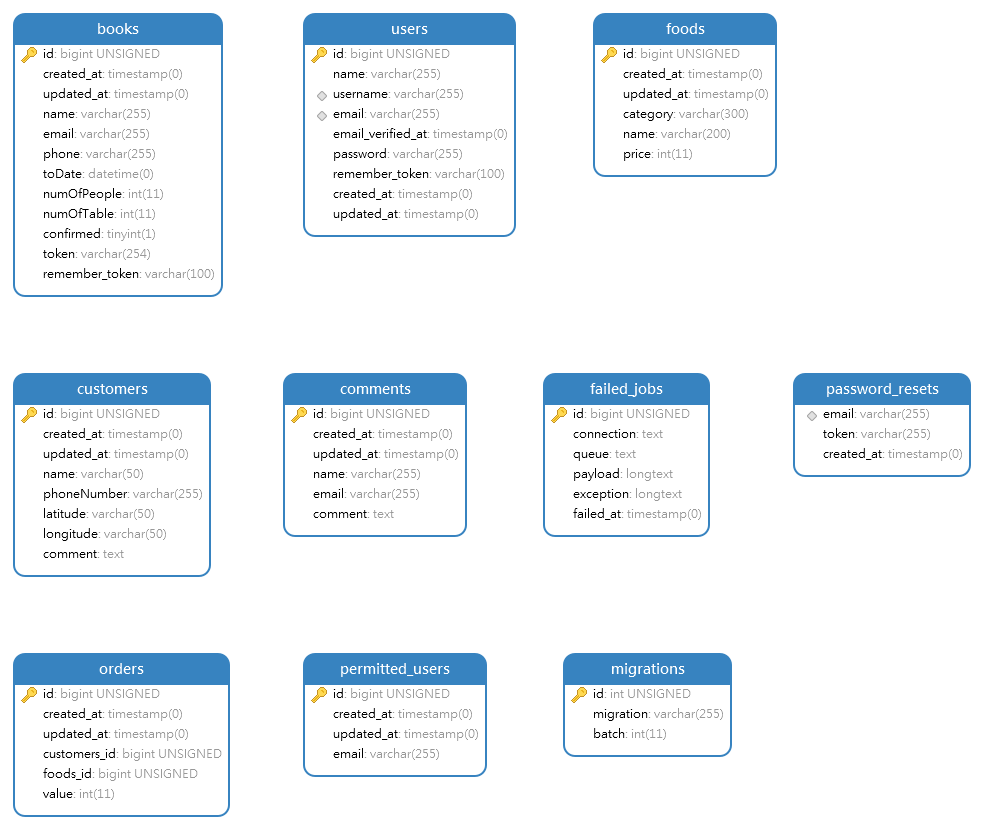 books
id: bigint UNSIGNED
created_at: timestamp(0)
updated_at: timestamp(0)
name: varchar(255)
email: varchar(255)
phone: varchar(255)
toDate: datetime(0)
numOfPeople: int(11)
numOfTable: int(11)
confirmed: tinyint(1)
token: varchar(254)
remember_token: varchar(100)
users
id: bigint UNSIGNED
name: varchar(255)
username: varchar(255)
email: varchar(255)
email_verified_at: timestamp(0)
password: varchar(255)
remember_token: varchar(100)
created_at: timestamp(0)
updated_at: timestamp(0)
foods
id: bigint UNSIGNED
created_at: timestamp(0)
updated_at: timestamp(0)
category: varchar(300)
name: varchar(200)
price: int(11)
customers
id: bigint UNSIGNED
created_at: timestamp(0)
updated_at: timestamp(0)
name: varchar(50)
phoneNumber: varchar(255)
latitude: varchar(50)
longitude: varchar(50)
comment: text
comments
id: bigint UNSIGNED
created_at: timestamp(0)
updated_at: timestamp(0)
name: varchar(255)
email: varchar(255)
comment: text
failed_jobs
id: bigint UNSIGNED
connection: text
queue: text
payload: longtext
exception: longtext
failed_at: timestamp(0)
password_resets
email: varchar(255)
token: varchar(255)
created_at: timestamp(0)
orders
id: bigint UNSIGNED
created_at: timestamp(0)
updated_at: timestamp(0)
customers_id: bigint UNSIGNED
foods_id: bigint UNSIGNED
value: int(11)
permitted_users
id: bigint UNSIGNED
created_at: timestamp(0)
updated_at: timestamp(0)
email: varchar(255)
migrations
id: int UNSIGNED
migration: varchar(255)
batch: int(11)